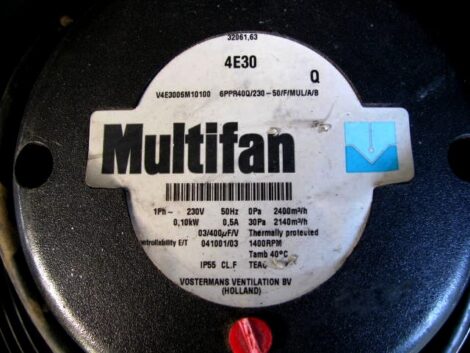 32061,63
4E30
Q
V4E3006M10100 6PPR40Q/230-50/F/MUL/A/B
Multifan
1Ph~ 230V 50Hz 0Pa 2400m³/h
0,10kW 0,5A 30Pa 2140m³/h
03/400µF/V Thermally protected
ntrollability E/T 041001/03 1400RPM
Tamb 40°C
IP55 CL.F TEAO
VOSTERMANS VENTILATION BV
(HOLLAND)